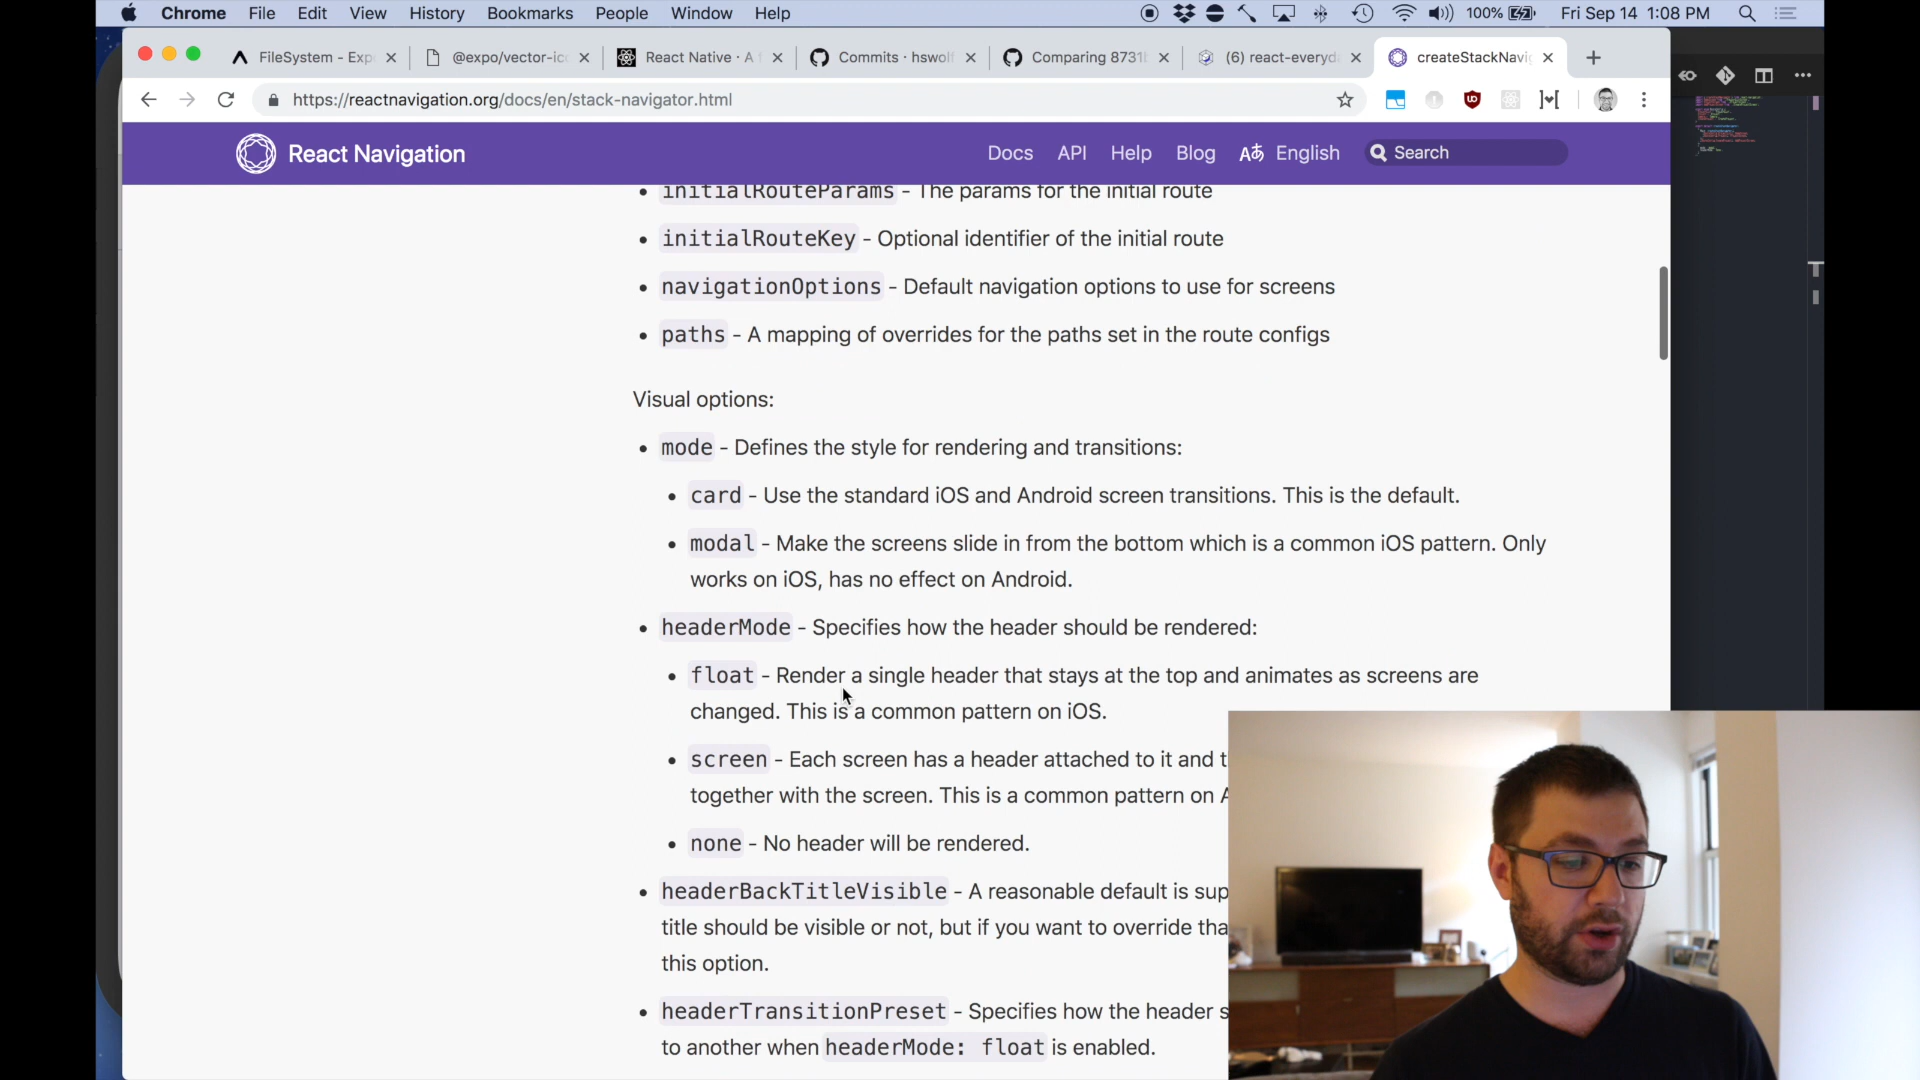 Chrome File Edit View History Bookmarks People Window Help 100% Fri Sep 14 1:08 PM
FileSystem - Exp @expo/vector-ic React Native · A f Commits · hswolf Comparing 8731 (6) react-everyd createStackNavi
https://reactnavigation.org/docs/en/stack-navigator.html
React Navigation Docs API Help Blog English Search
initialRouteParams - The params for the initial route
initialRouteKey - Optional identifier of the initial route
navigationOptions - Default navigation options to use for screens
paths - A mapping of overrides for the paths set in the route configs
Visual options:
mode - Defines the style for rendering and transitions:
card - Use the standard iOS and Android screen transitions. This is the default.
modal - Make the screens slide in from the bottom which is a common iOS pattern. Only
works on iOS, has no effect on Android.
headerMode - Specifies how the header should be rendered:
float - Render a single header that stays at the top and animates as screens are
changed. This is a common pattern on iOS.
screen - Each screen has a header attached to it and t
together with the screen. This is a common pattern on A
none - No header will be rendered.
headerBackTitleVisible - A reasonable default is sup
title should be visible or not, but if you want to override tha
this option.
headerTransitionPreset - Specifies how the header s
to another when headerMode: float is enabled.